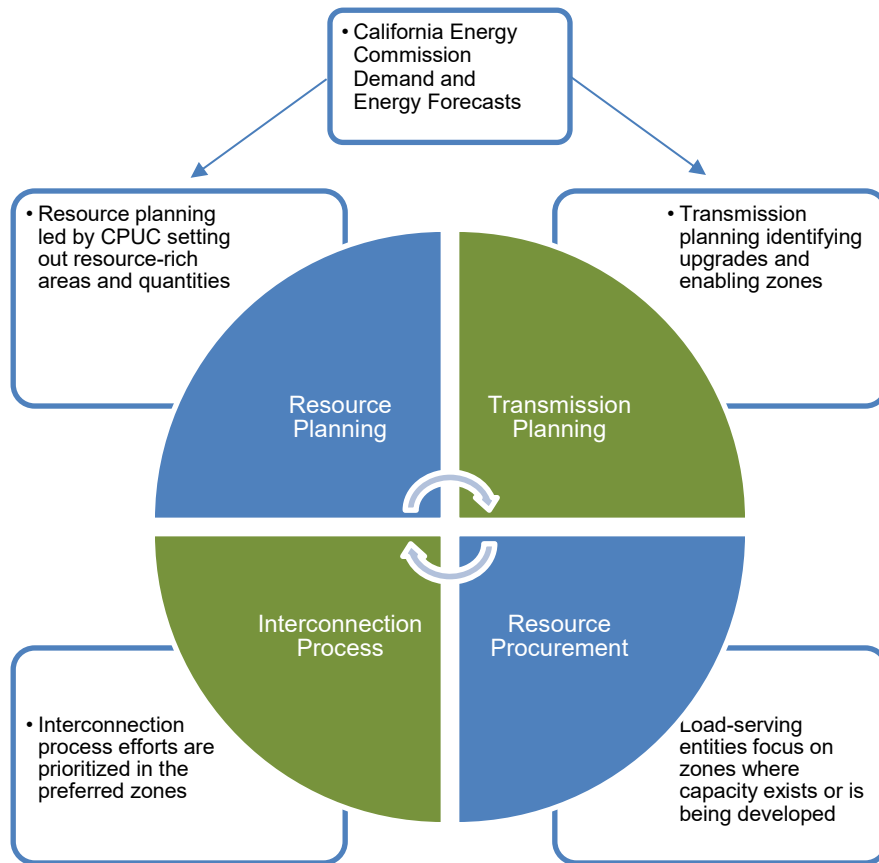 • California Energy
Commission
Demand and
Energy Forecasts
• Resource planning
led by CPUC setting
out resource-rich
areas and quantities
• Transmission
planning identifying
upgrades and
enabling zones
Resource
Planning
Transmission
Planning
Interconnection
Process
Resource
Procurement
• Interconnection
process efforts are
prioritized in the
preferred zones
Load-serving
entities focus on
zones where
capacity exists or is
being developed